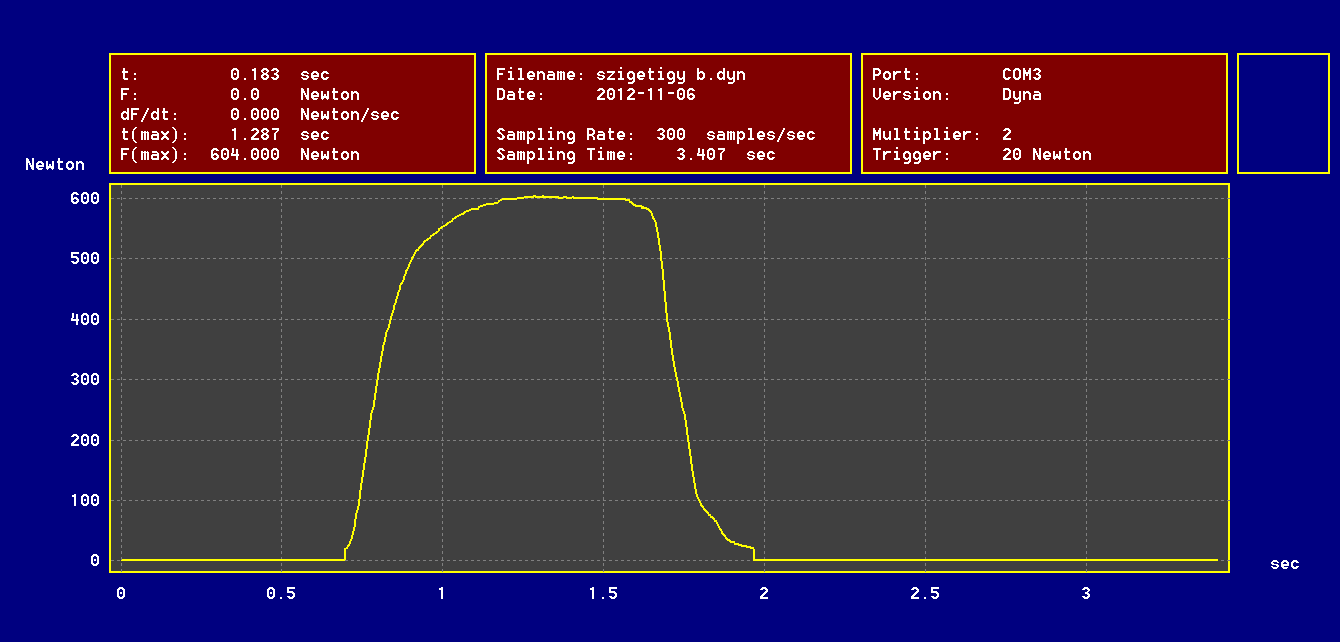 t: 0.183 sec
F: 0.0 Newton
dF/dt: 0.000 Newton/sec
t(max): 1.287 sec
F(max): 604.000 Newton
Filename: szigetigy b.dyn
Date: 2012-11-06
Sampling Rate: 300 samples/sec
Sampling Time: 3.407 sec
Port: COM3
Version: Dyna
Multiplier: 2
Trigger: 20 Newton
Newton
600
500
400
300
200
100
0
sec
0 0.5 1 1.5 2 2.5 3